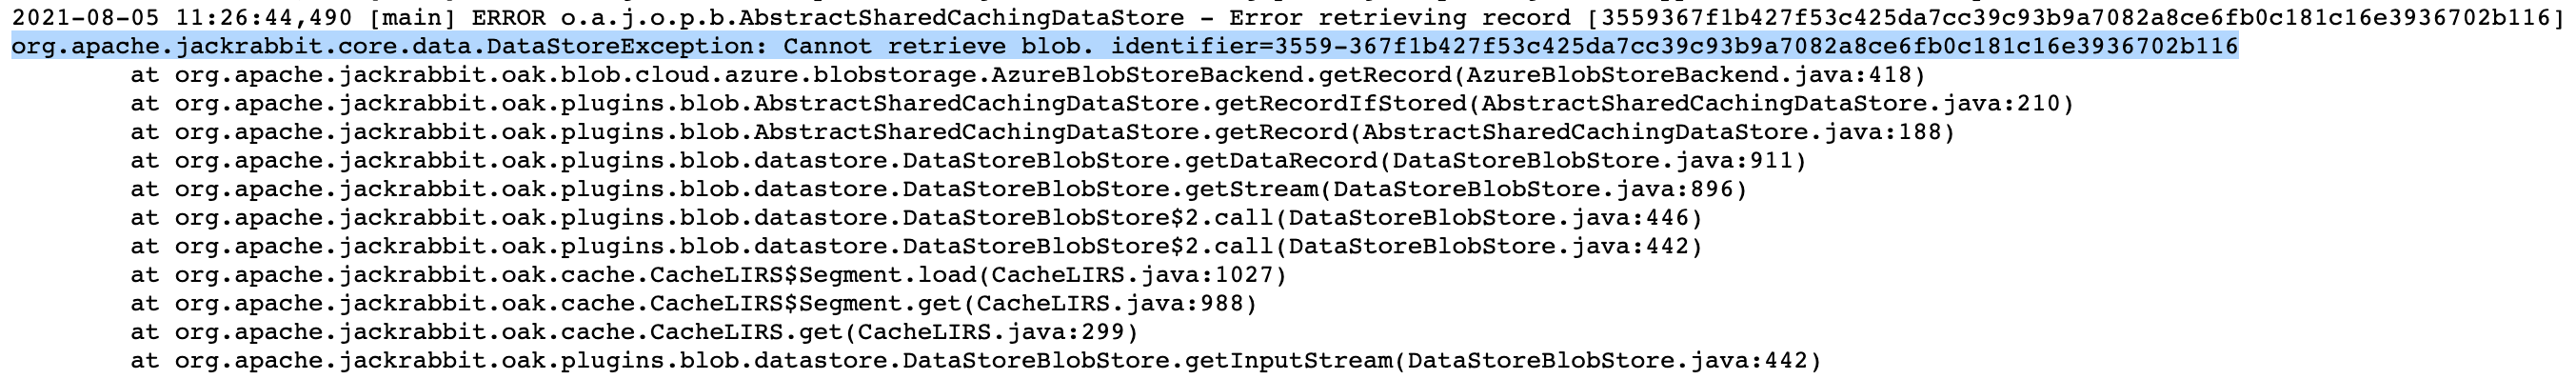 2021-08-05 11:26:44,490 [main] ERROR o.a.j.o.p.b.AbstractSharedCachingDataStore - Error retrieving record [3559367f1b427f53c425da7cc39c93b9a7082a8ce6fb0c181c16e3936702b116]
org.apache.jackrabbit.core.data.DataStoreException: Cannot retrieve blob. identifier=3559-367f1b427f53c425da7cc39c93b9a7082a8ce6fb0c181c16e3936702b116
at org.apache.jackrabbit.oak.blob.cloud.azure.blobstorage.AzureBlobStoreBackend.getRecord(AzureBlobStoreBackend.java:418)
at org.apache.jackrabbit.oak.plugins.blob.AbstractSharedCachingDataStore.getRecordIfStored(AbstractSharedCachingDataStore.java:210)
at org.apache.jackrabbit.oak.plugins.blob.AbstractSharedCachingDataStore.getRecord(AbstractSharedCachingDataStore.java:188)
at org.apache.jackrabbit.oak.plugins.blob.datastore.DataStoreBlobStore.getDataRecord(DataStoreBlobStore.java:911)
at org.apache.jackrabbit.oak.plugins.blob.datastore.DataStoreBlobStore.getStream(DataStoreBlobStore.java:896)
at org.apache.jackrabbit.oak.plugins.blob.datastore.DataStoreBlobStore$2.call(DataStoreBlobStore.java:446)
at org.apache.jackrabbit.oak.plugins.blob.datastore.DataStoreBlobStore$2.call(DataStoreBlobStore.java:442)
at org.apache.jackrabbit.oak.cache.CacheLIRS$Segment.load(CacheLIRS.java:1027)
at org.apache.jackrabbit.oak.cache.CacheLIRS$Segment.get(CacheLIRS.java:988)
at org.apache.jackrabbit.oak.cache.CacheLIRS.get(CacheLIRS.java:299)
at org.apache.jackrabbit.oak.plugins.blob.datastore.DataStoreBlobStore.getInputStream(DataStoreBlobStore.java:442)